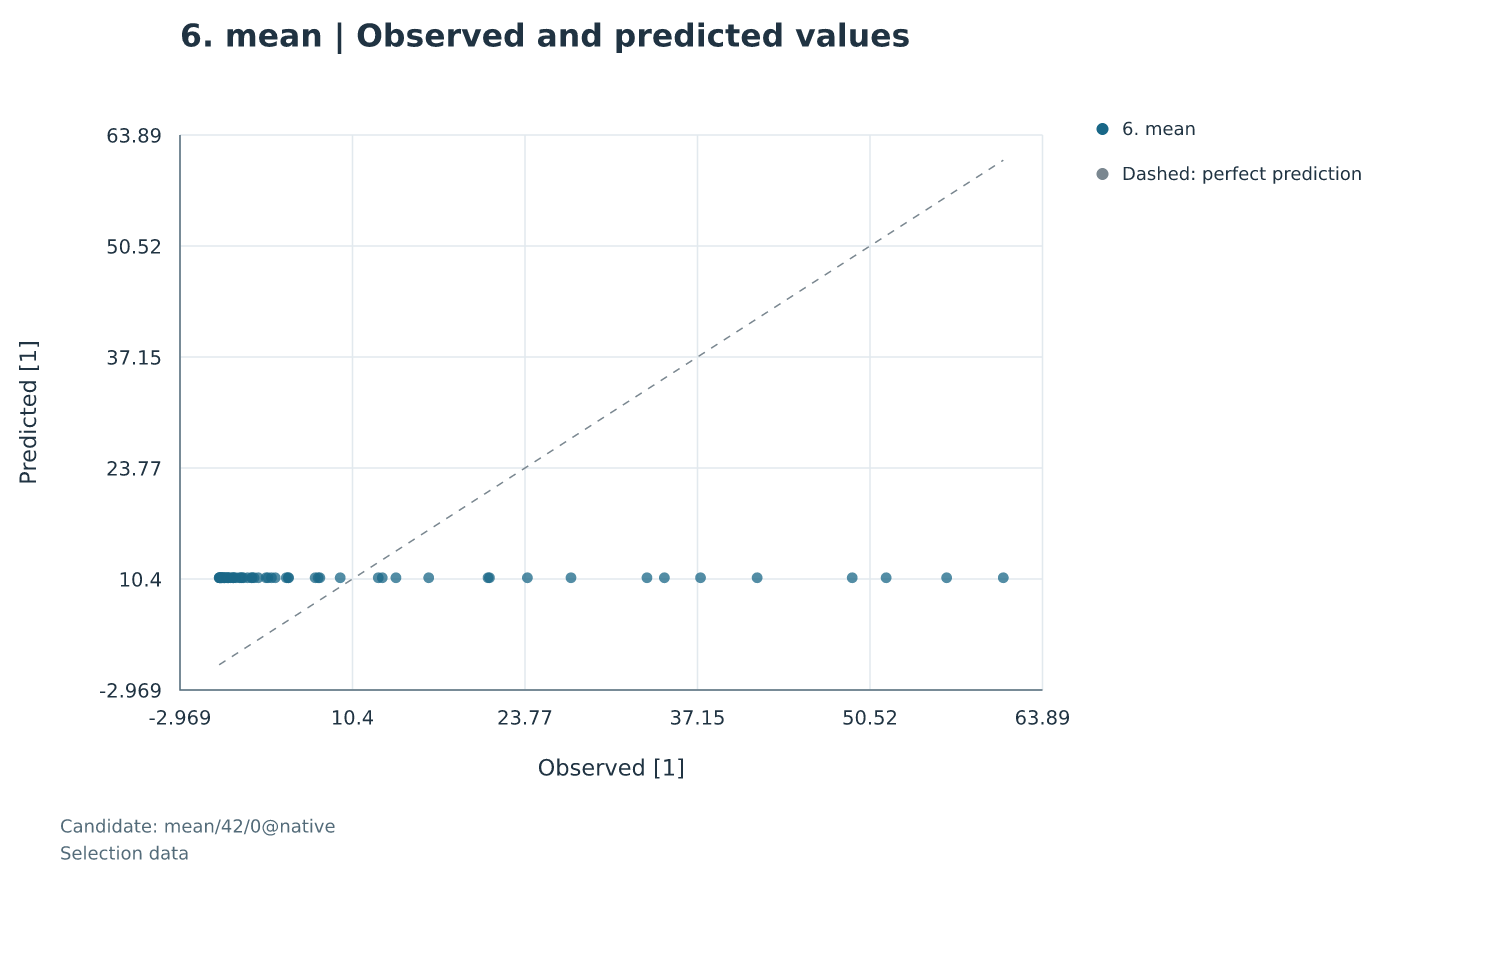 6. mean | Observed and predicted values
6. mean
Dashed: perfect prediction
63.89
50.52
37.15
23.77
10.4
-2.969
Predicted [1]
-2.969 10.4 23.77 37.15 50.52 63.89
Observed [1]
Candidate: mean/42/0@native
Selection data